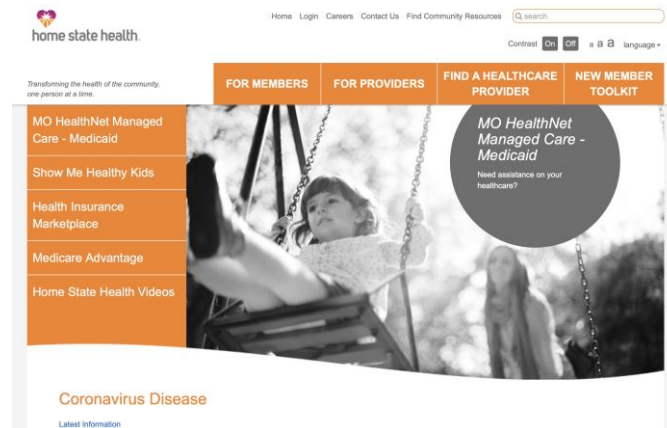 Home Login Careers Contact Us Find Community Resources search
home state health.
Contrast On Off a a a language
Transforming the health of the community,
one person at a time.
FOR MEMBERS
FOR PROVIDERS
FIND A HEALTHCARE
PROVIDER
NEW MEMBER
TOOLKIT
MO HealthNet Managed
Care - Medicaid
Show Me Healthy Kids
Health Insurance
Marketplace
Medicare Advantage
Home State Health Videos
MO HealthNet
Managed Care -
Medicaid
Need assistance on your
healthcare?
Coronavirus Disease
Latest Information